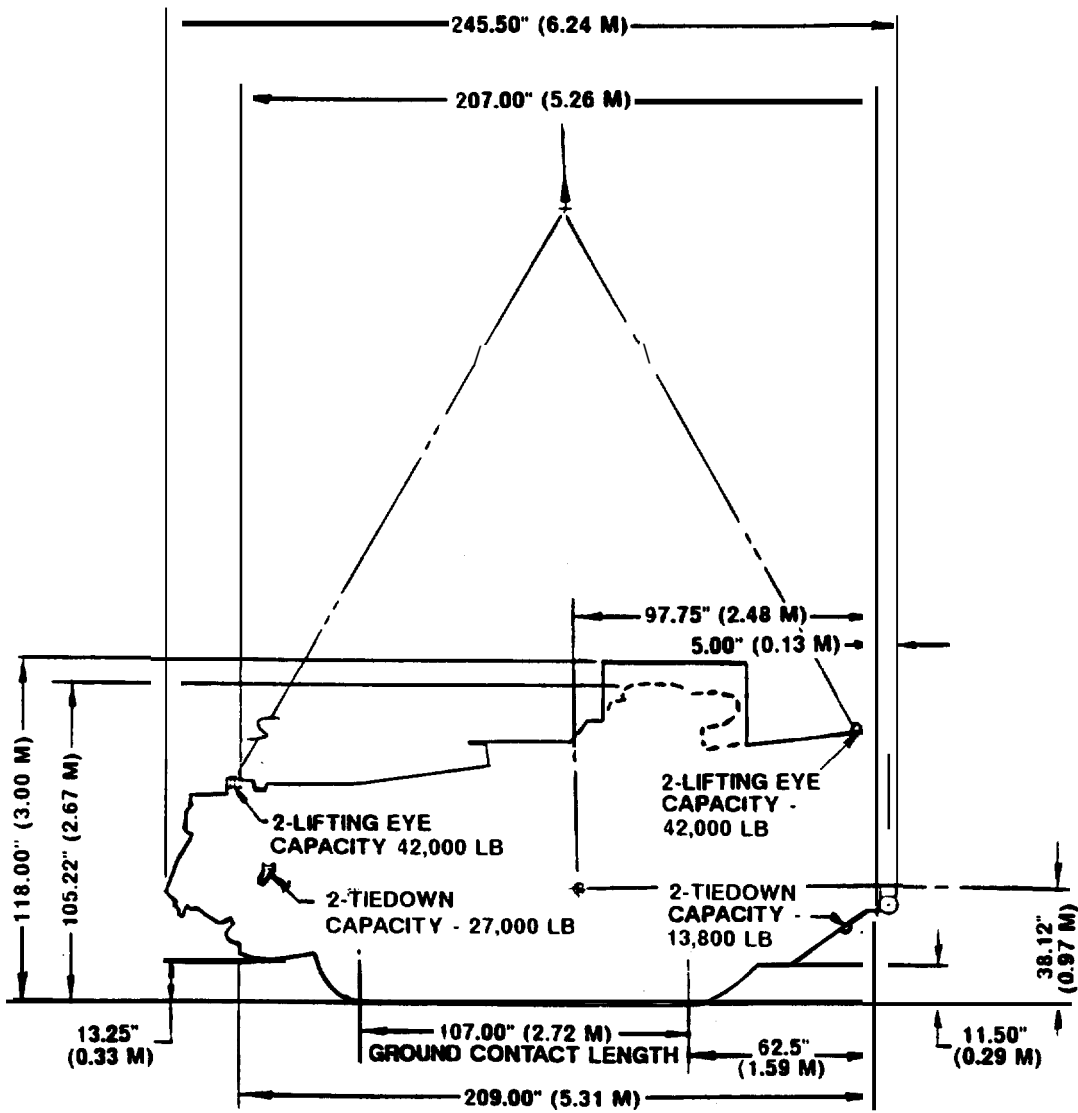 245.50" (6.24 M)
207.00" (5.26 M)
97.75" (2.48 M)
5.00" (0.13 M)
118.00" (3.00 M)
105.22" (2.67 M)
2-LIFTING EYE
CAPACITY 42,000 LB
2-LIFTING EYE
CAPACITY -
42,000 LB
2-TIEDOWN
CAPACITY - 27,000 LB
2-TIEDOWN
CAPACITY -
13,800 LB
38.12"
(0.97 M)
13.25"
(0.33 M)
107.00" (2.72 M)
GROUND CONTACT LENGTH
62.5"
(1.59 M)
11.50"
(0.29 M)
209.00" (5.31 M)